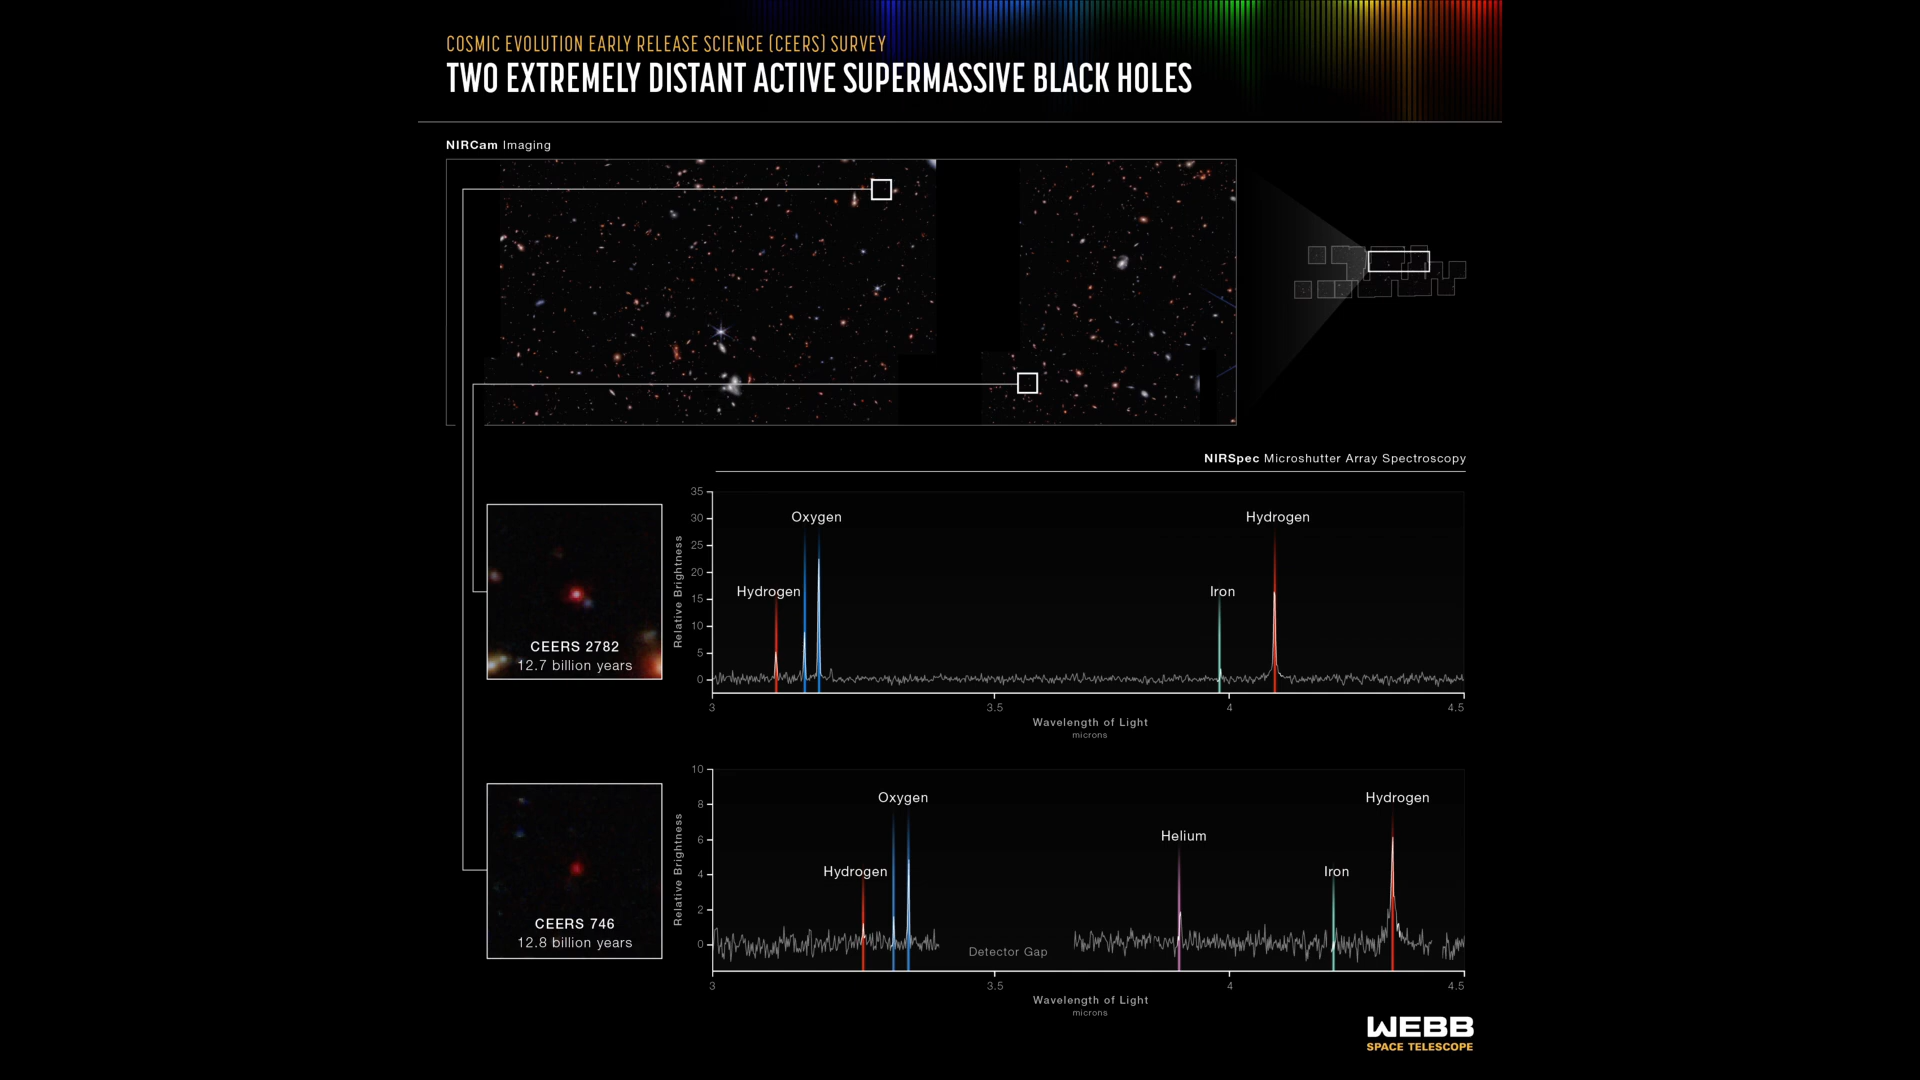 COSMIC EVOLUTION EARLY RELEASE SCIENCE (CEERS) SURVEY
TWO EXTREMELY DISTANT ACTIVE SUPERMASSIVE BLACK HOLES
NIRCam Imaging
NIRSpec Microshutter Array Spectroscopy
CEERS 2782
12.7 billion years
Relative Brightness
35
30
25
20
15
10
5
0
Hydrogen
Oxygen
Iron
Hydrogen
3
3.5
4
4.5
Wavelength of Light
microns
CEERS 746
12.8 billion years
Relative Brightness
10
8
6
4
2
0
Hydrogen
Oxygen
Detector Gap
Helium
Iron
Hydrogen
3
3.5
4
4.5
Wavelength of Light
microns
WEBB
SPACE TELESCOPE